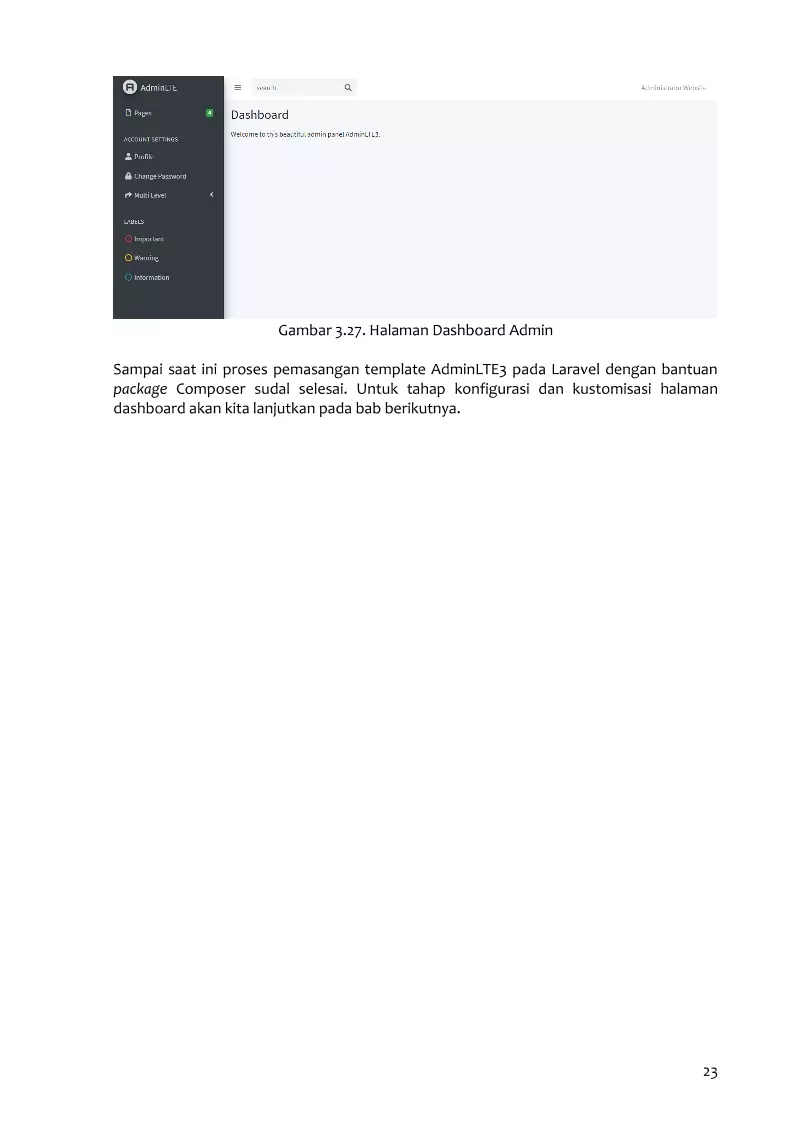 AdminLTE
search
Administrator Website
Pages
4
Dashboard
Welcome to this beautiful admin panel AdminLTE3.
ACCOUNT SETTINGS
Profile
Change Password
Multi Level
LABELS
Important
Warning
Information
Gambar 3.27. Halaman Dashboard Admin
Sampai saat ini proses pemasangan template AdminLTE3 pada Laravel dengan bantuan
package Composer sudal selesai. Untuk tahap konfigurasi dan kustomisasi halaman
dashboard akan kita lanjutkan pada bab berikutnya.
23